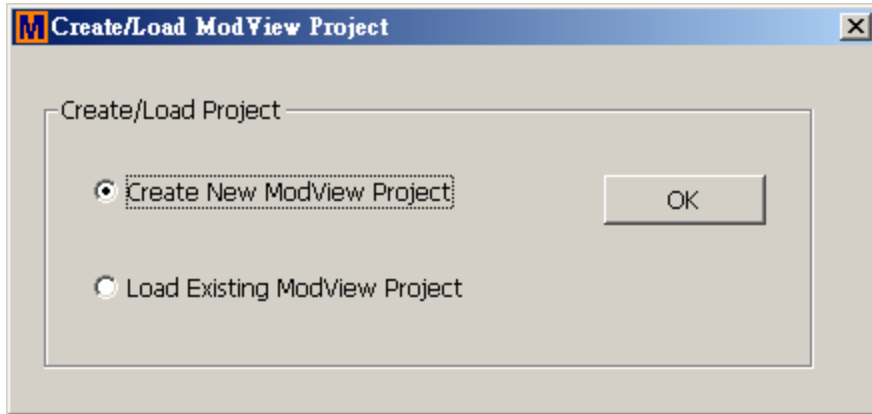 M Create/Load ModView Project
Create/Load Project
Create New ModView Project
OK
Load Existing ModView Project